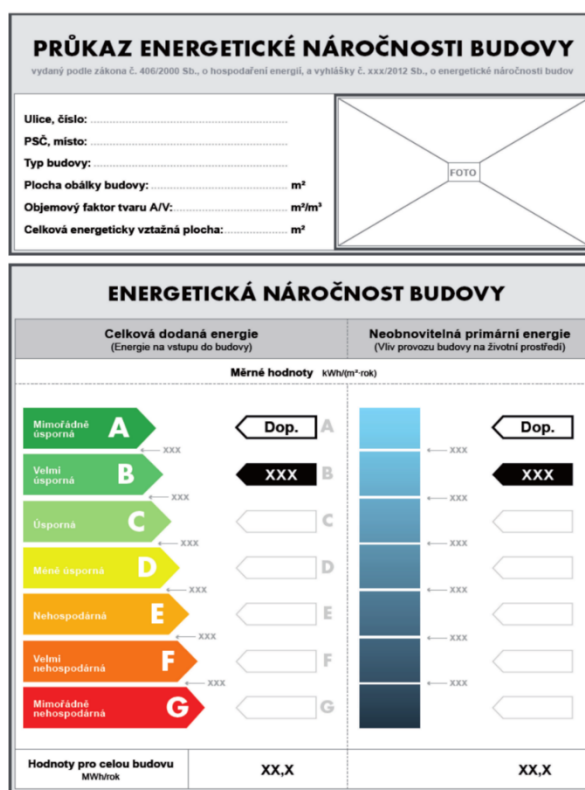 PRŮKAZ ENERGETICKÉ NÁROČNOSTI BUDOVY
vydaný podle zákona č. 406/2000 Sb., o hospodaření energií, a vyhlášky č. xxx/2012 Sb., o energetické náročnosti budov
Ulice, číslo:
PSČ, místo:
Typ budovy:
Plocha obálky budovy: m²
Objemový faktor tvaru A/V: m²/m³
Celková energeticky vztažná plocha: m²
FOTO
ENERGETICKÁ NÁROČNOST BUDOVY
Celková dodaná energie
(Energie na vstupu do budovy)
Neobnovitelná primární energie
(Vliv provozu budovy na životní prostředí)
Měrné hodnoty kWh/(m²·rok)
Mimořádně úsporná A Dop. A Dop.
XXX XXX
Velmi úsporná B XXX B XXX
XXX XXX
Úsporná C C
XXX XXX
Méně úsporná D D
XXX XXX
Nehospodárná E E
XXX XXX
Velmi nehospodárná F F
XXX XXX
Mimořádně nehospodárná G G
Hodnoty pro celou budovu
MWh/rok
XX,X XX,X